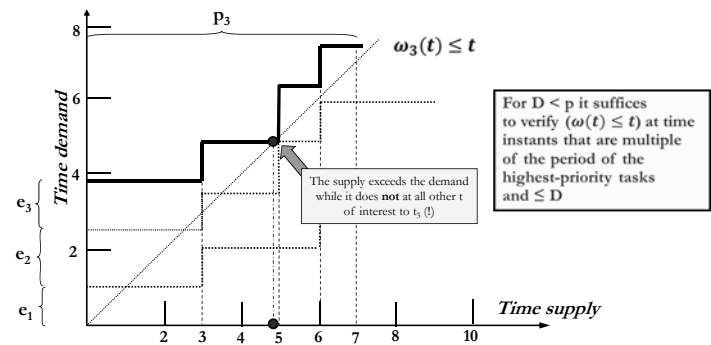 p3
8
ω3(t) ≤ t
Time demand
6
For D < p it suffices
to verify (ω(t) ≤ t) at time
instants that are multiple
of the period of the
highest-priority tasks
and ≤ D
4
The supply exceeds the demand
while it does not at all other t
of interest to t3 (!)
e3
e2
2
e1
Time supply
2 3 4 5 6 7 8 10